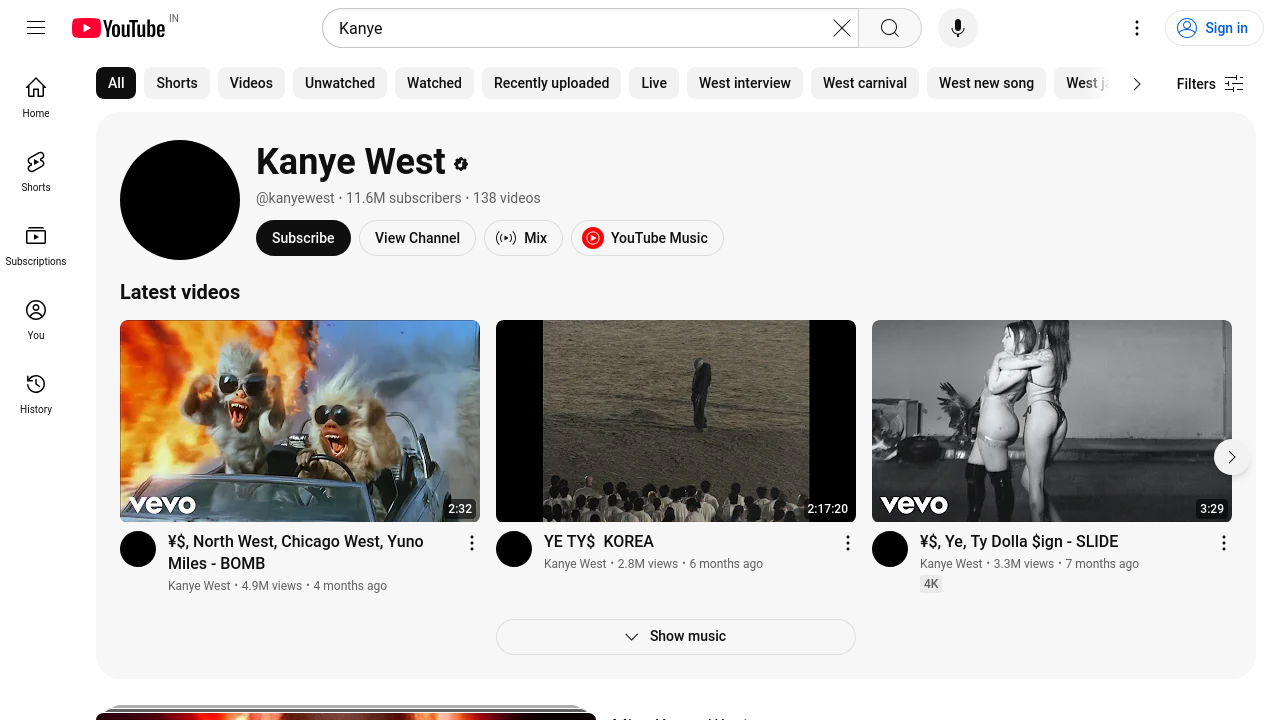 YouTube IN
Kanye
Sign in
All Shorts Videos Unwatched Watched Recently uploaded Live West interview West carnival West new song West
Filters
Home
Shorts
Subscriptions
You
History
Kanye West
@kanyewest • 11.6M subscribers • 138 videos
Subscribe View Channel Mix YouTube Music
Latest videos
vevo 2:32
2:17:20
vevo 3:29
¥$, North West, Chicago West, Yuno
Miles - BOMB
Kanye West • 4.9M views • 4 months ago
YE TY$  KOREA
Kanye West • 2.8M views • 6 months ago
¥$, Ye, Ty Dolla $ign - SLIDE
Kanye West • 3.3M views • 7 months ago
4K
Show music